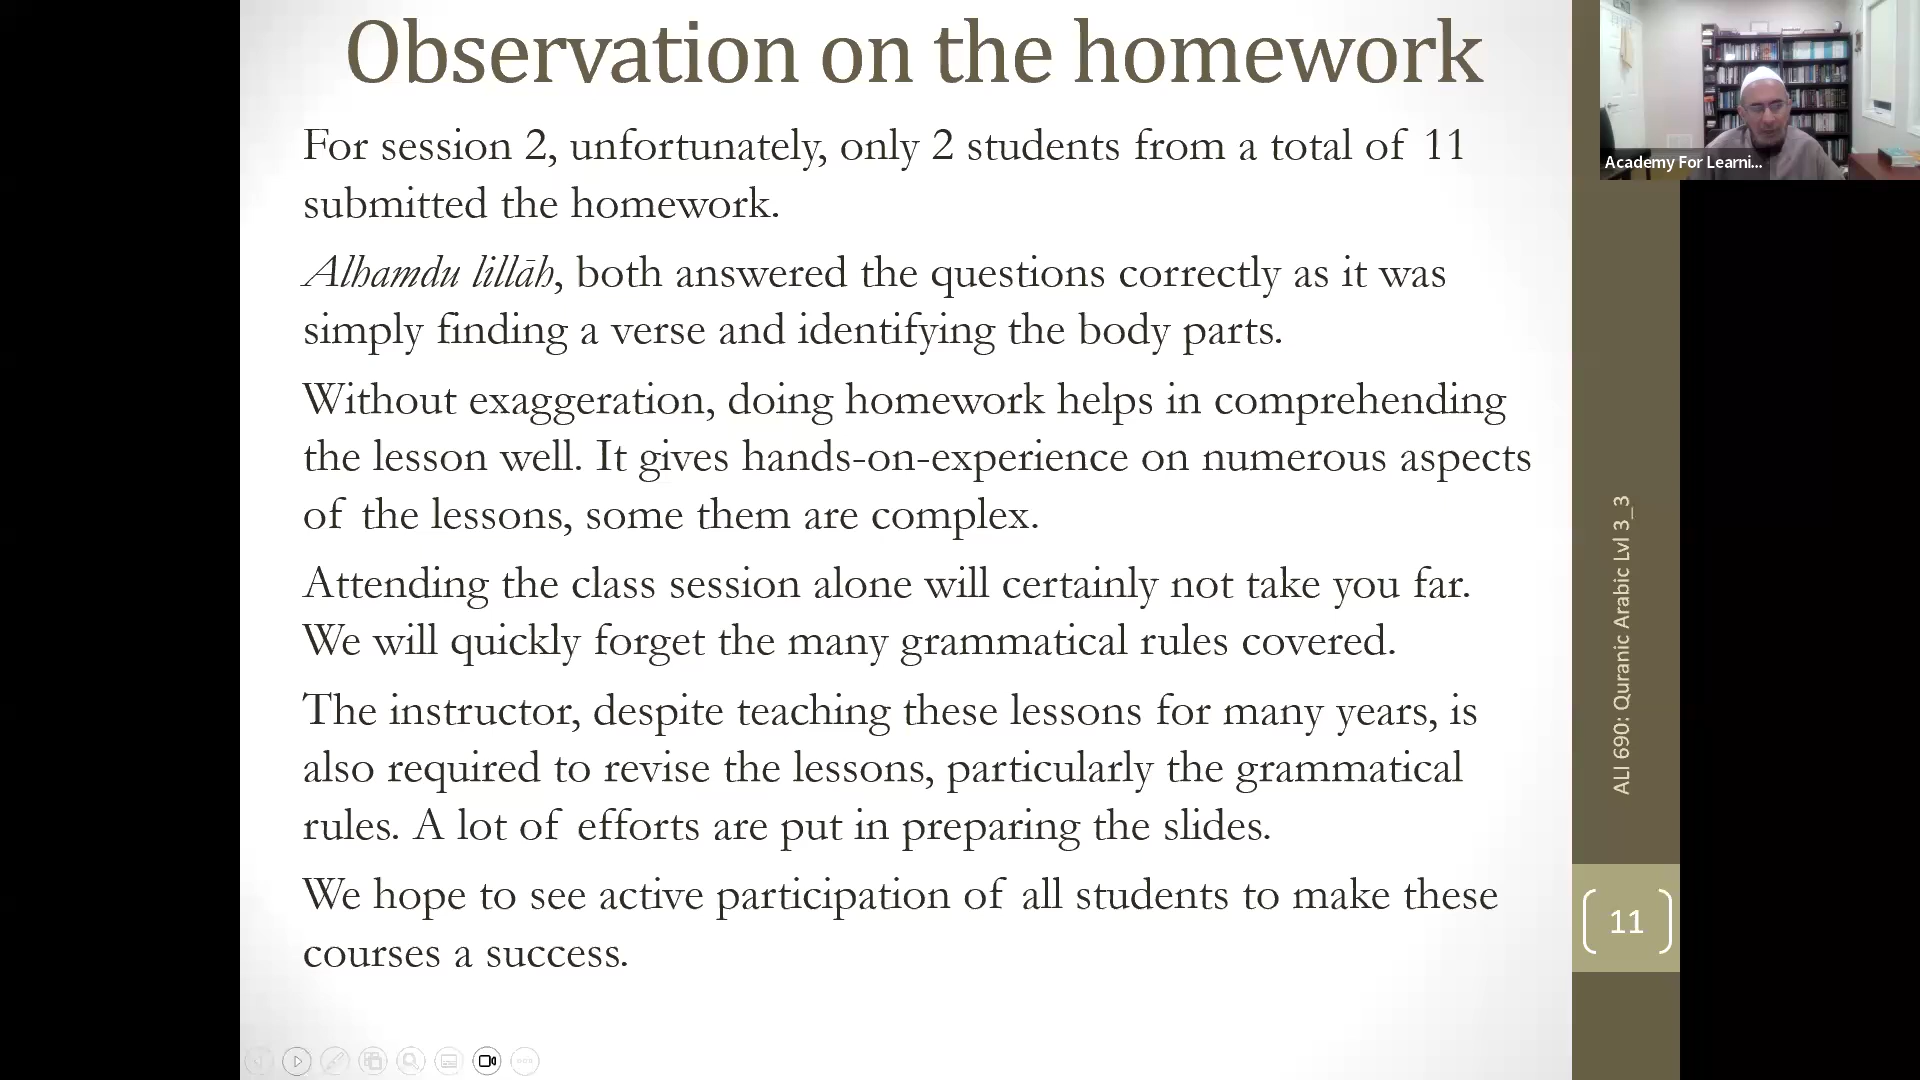 Observation on the homework
For session 2, unfortunately, only 2 students from a total of 11
submitted the homework.
Alhamdu lillāh, both answered the questions correctly as it was
simply finding a verse and identifying the body parts.
Without exaggeration, doing homework helps in comprehending
the lesson well. It gives hands-on-experience on numerous aspects
of the lessons, some them are complex.
Attending the class session alone will certainly not take you far.
We will quickly forget the many grammatical rules covered.
The instructor, despite teaching these lessons for many years, is
also required to revise the lessons, particularly the grammatical
rules. A lot of efforts are put in preparing the slides.
We hope to see active participation of all students to make these
courses a success.
Academy For Learni...
ALI 690: Quranic Arabic Lvl 3_3
11